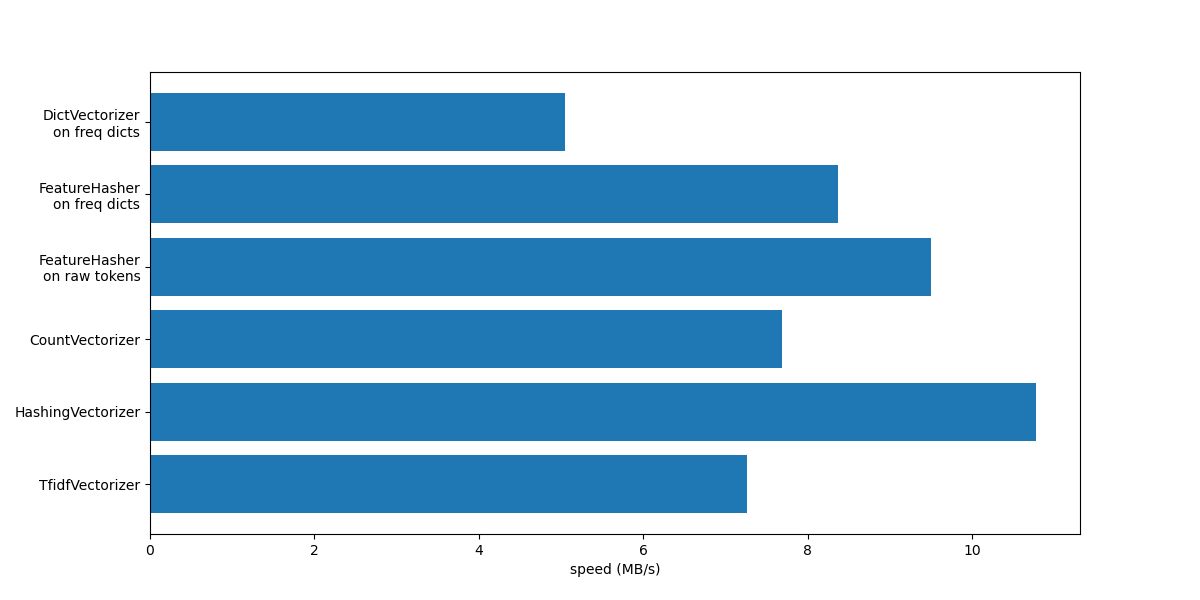 DictVectorizer
on freq dicts
FeatureHasher
on freq dicts
FeatureHasher
on raw tokens
CountVectorizer
HashingVectorizer
TfidfVectorizer
0 2 4 6 8 10
speed (MB/s)